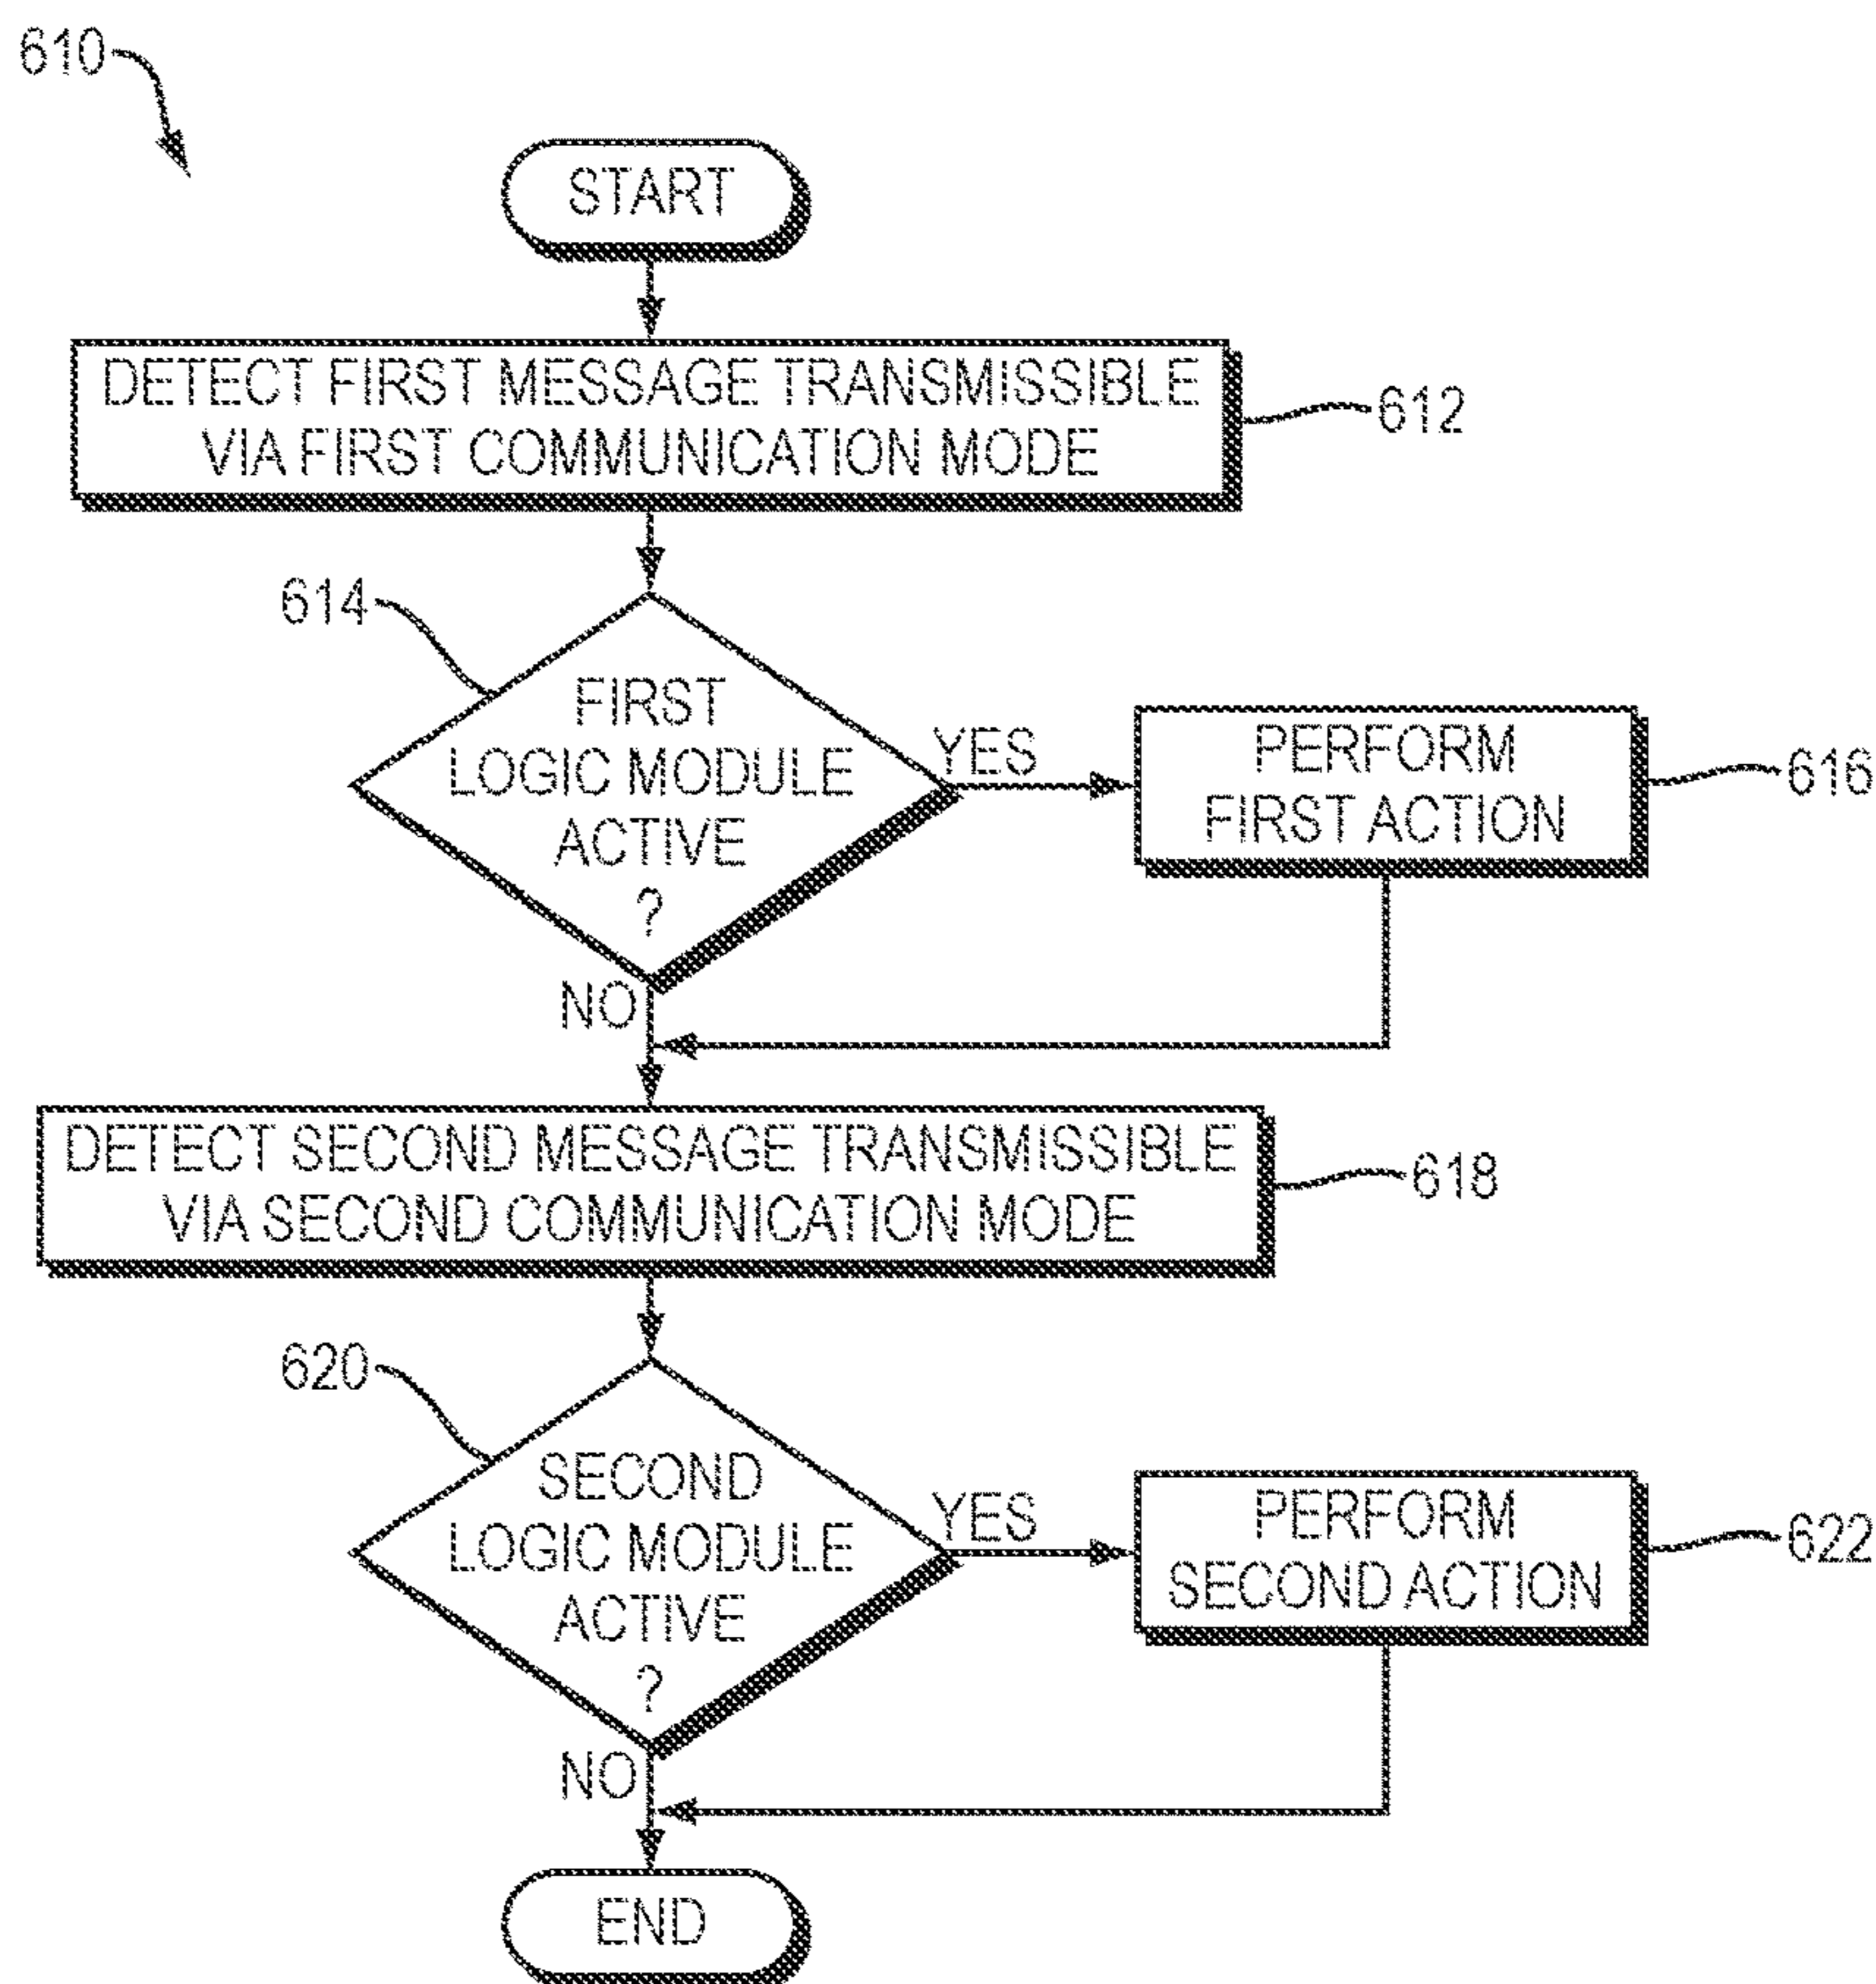 610
START
DETECT FIRST MESSAGE TRANSMISSIBLE
VIA FIRST COMMUNICATION MODE
612
614
FIRST
LOGIC MODULE
ACTIVE
?
YES
PERFORM
FIRST ACTION
616
NO
DETECT SECOND MESSAGE TRANSMISSIBLE
VIA SECOND COMMUNICATION MODE
618
620
SECOND
LOGIC MODULE
ACTIVE
?
YES
PERFORM
SECOND ACTION
622
NO
END